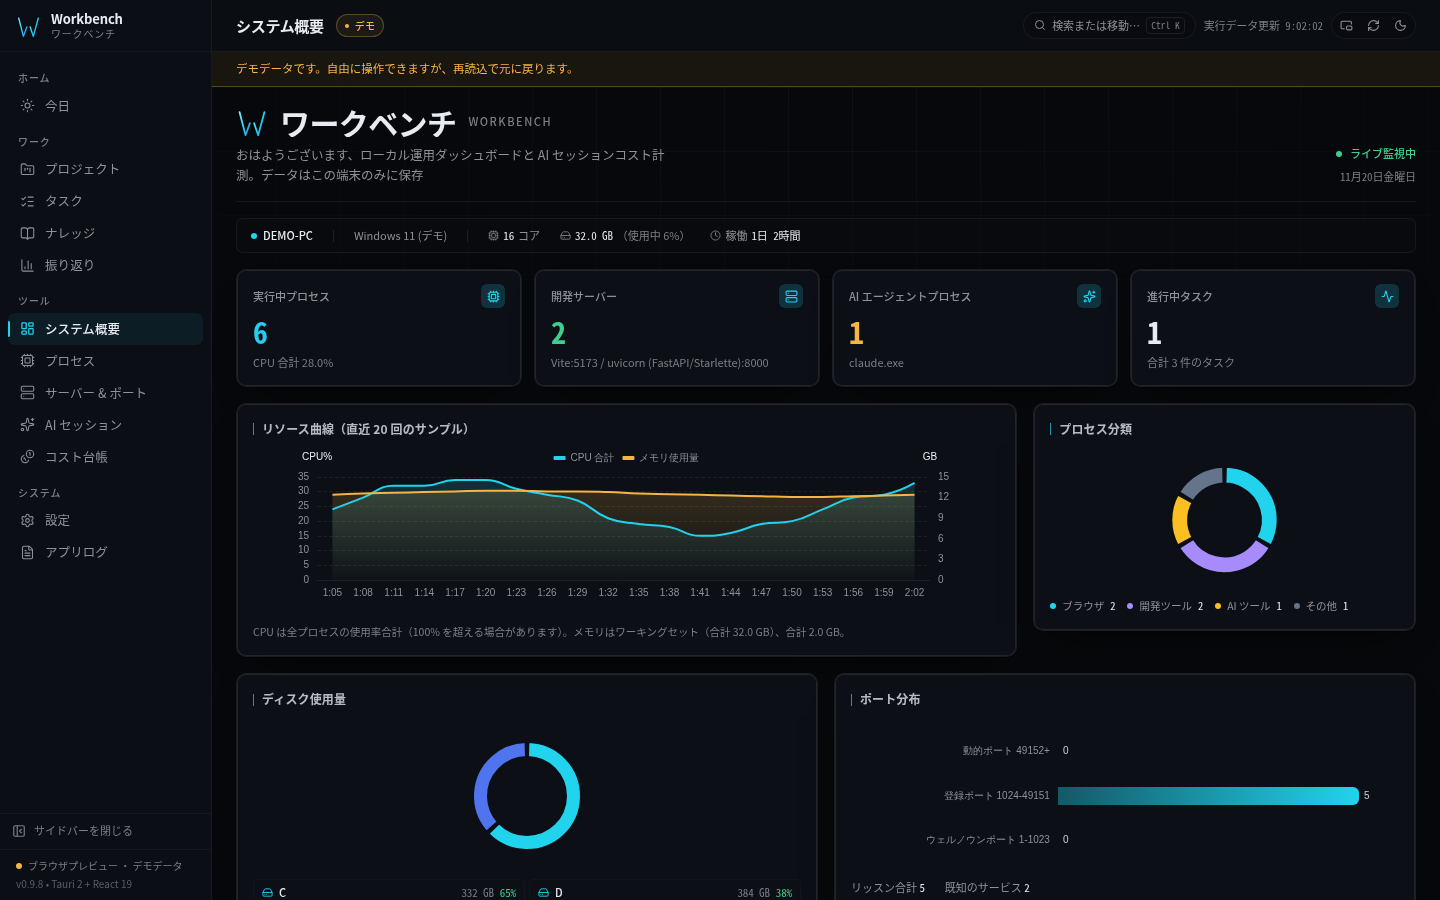 Workbench
ワークベンチ
ホーム
今日
ワーク
プロジェクト
タスク
ナレッジ
振り返り
ツール
システム概要
プロセス
サーバー & ポート
AI セッション
コスト台帳
システム
設定
アプリログ
サイドバーを閉じる
ブラウザプレビュー • デモデータ
v0.9.8 • Tauri 2 + React 19
システム概要
デモ
検索または移動…
Ctrl K
実行データ更新 9:02:02
デモデータです。自由に操作できますが、再読込で元に戻ります。
ワークベンチ WORKBENCH
おはようございます、ローカル運用ダッシュボードと AI セッションコスト計
測。データはこの端末のみに保存
ライブ監視中
11月20日金曜日
DEMO-PC
Windows 11 (デモ)
16 コア
32.0 GB （使用中 6%）
稼働 1日 2時間
実行中プロセス
6
CPU 合計 28.0%
開発サーバー
2
Vite:5173 / uvicorn (FastAPI/Starlette):8000
AI エージェントプロセス
1
claude.exe
進行中タスク
1
合計 3 件のタスク
リソース曲線（直近 20 回のサンプル）
CPU%
CPU 合計
メモリ使用量
GB
35
30
25
20
15
10
5
0
15
12
9
6
3
0
1:05 1:08 1:11 1:14 1:17 1:20 1:23 1:26 1:29 1:32 1:35 1:38 1:41 1:44 1:47 1:50 1:53 1:56 1:59 2:02
CPU は全プロセスの使用率合計（100% を超える場合があります）。メモリはワーキングセット（合計 32.0 GB）、合計 2.0 GB。
プロセス分類
ブラウザ 2
開発ツール 2
AI ツール 1
その他 1
ディスク使用量
C 332 GB 65%
D 384 GB 38%
ポート分布
動的ポート 49152+ 0
登録ポート 1024-49151 5
ウェルノウンポート 1-1023 0
リッスン合計 5
既知のサービス 2